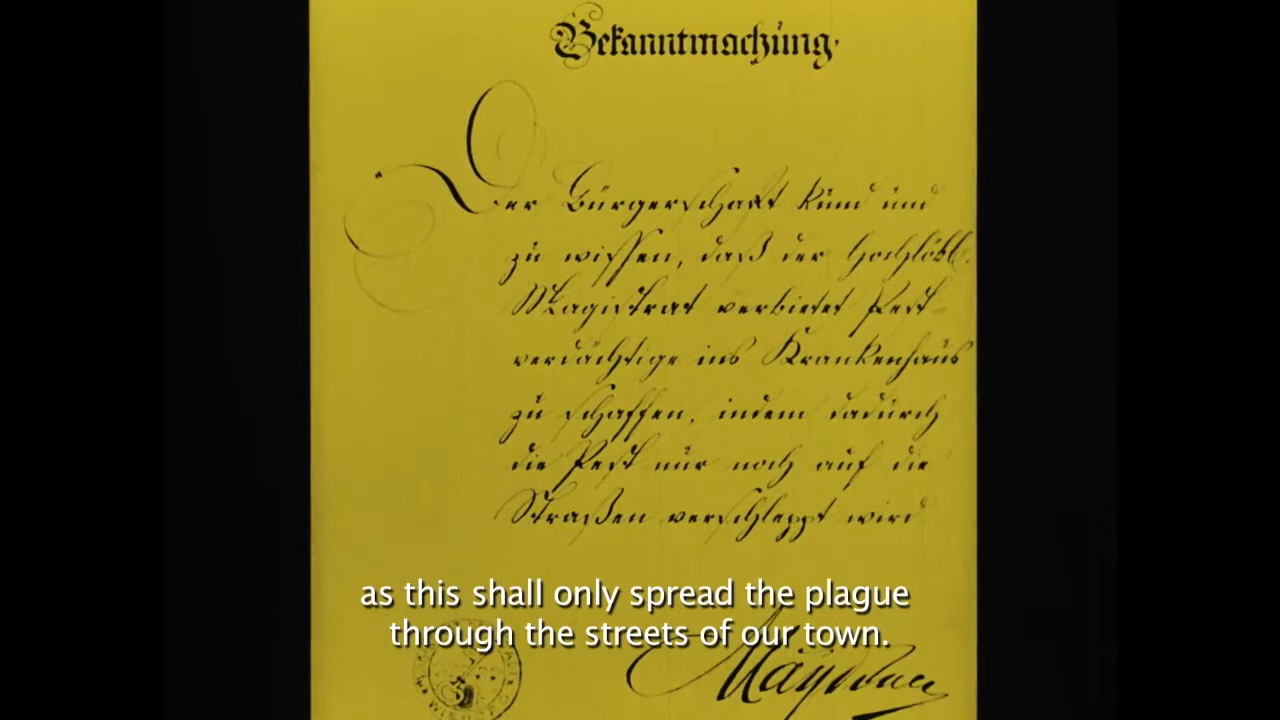 Bekanntmachung.
Der Bürgerschaft kund und
zu wissen, daß der hochlöbl.
Magistrat verbietet Pest-
verdächtige ins Krankenhaus
zu schaffen, indem dadurch
die Pest nur noch auf die
Straßen verschleppt wird
as this shall only spread the plague
through the streets of our town.